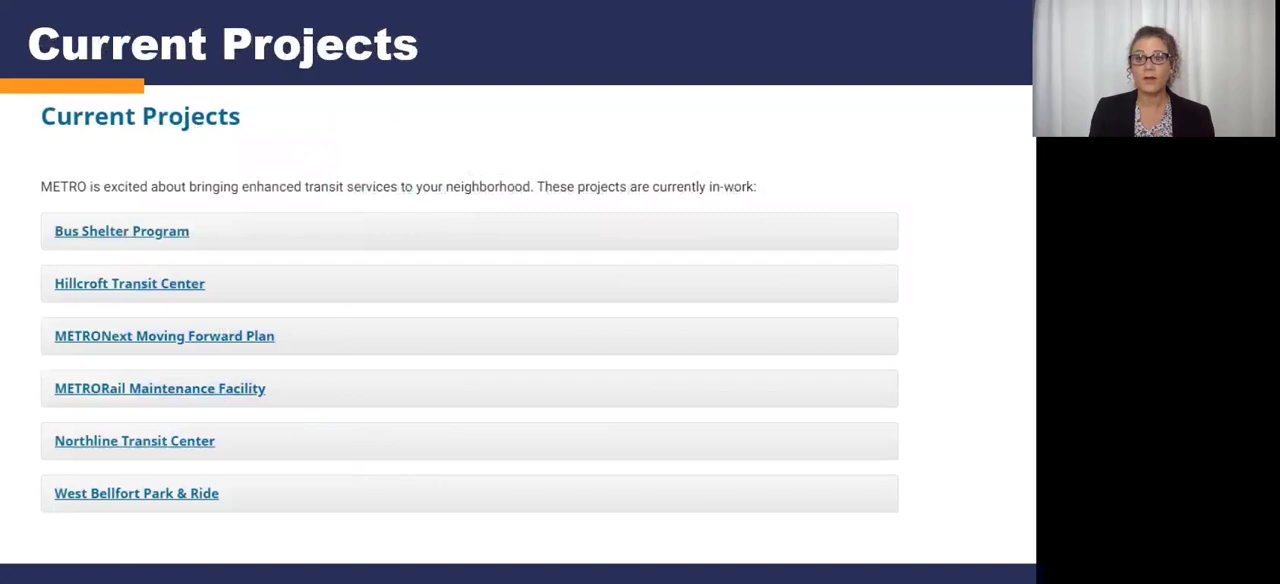 Current Projects
Current Projects
METRO is excited about bringing enhanced transit services to your neighborhood. These projects are currently in-work:
Bus Shelter Program
Hillcroft Transit Center
METRONext Moving Forward Plan
METRORail Maintenance Facility
Northline Transit Center
West Bellfort Park & Ride